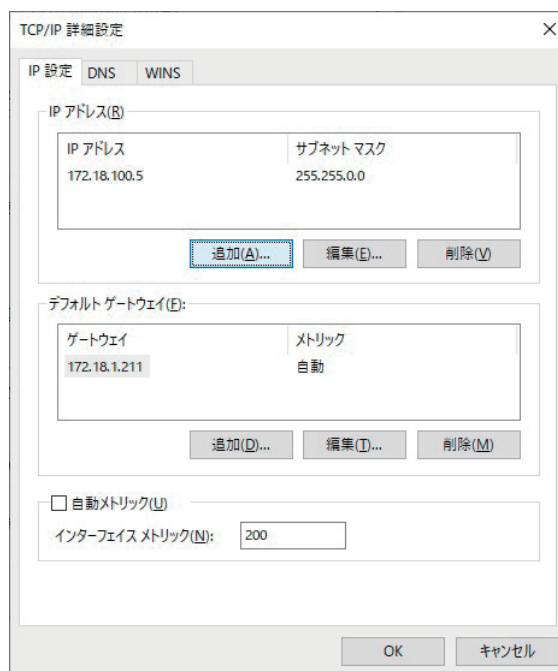 TCP/IP 詳細設定
IP 設定 DNS WINS
IP アドレス(R)
IP アドレス サブネット マスク
172.18.100.5 255.255.0.0
追加(A)... 編集(E)... 削除(V)
デフォルト ゲートウェイ(F):
ゲートウェイ メトリック
172.18.1.211 自動
追加(D)... 編集(T)... 削除(M)
自動メトリック(U)
インターフェイス メトリック(N): 200
OK キャンセル